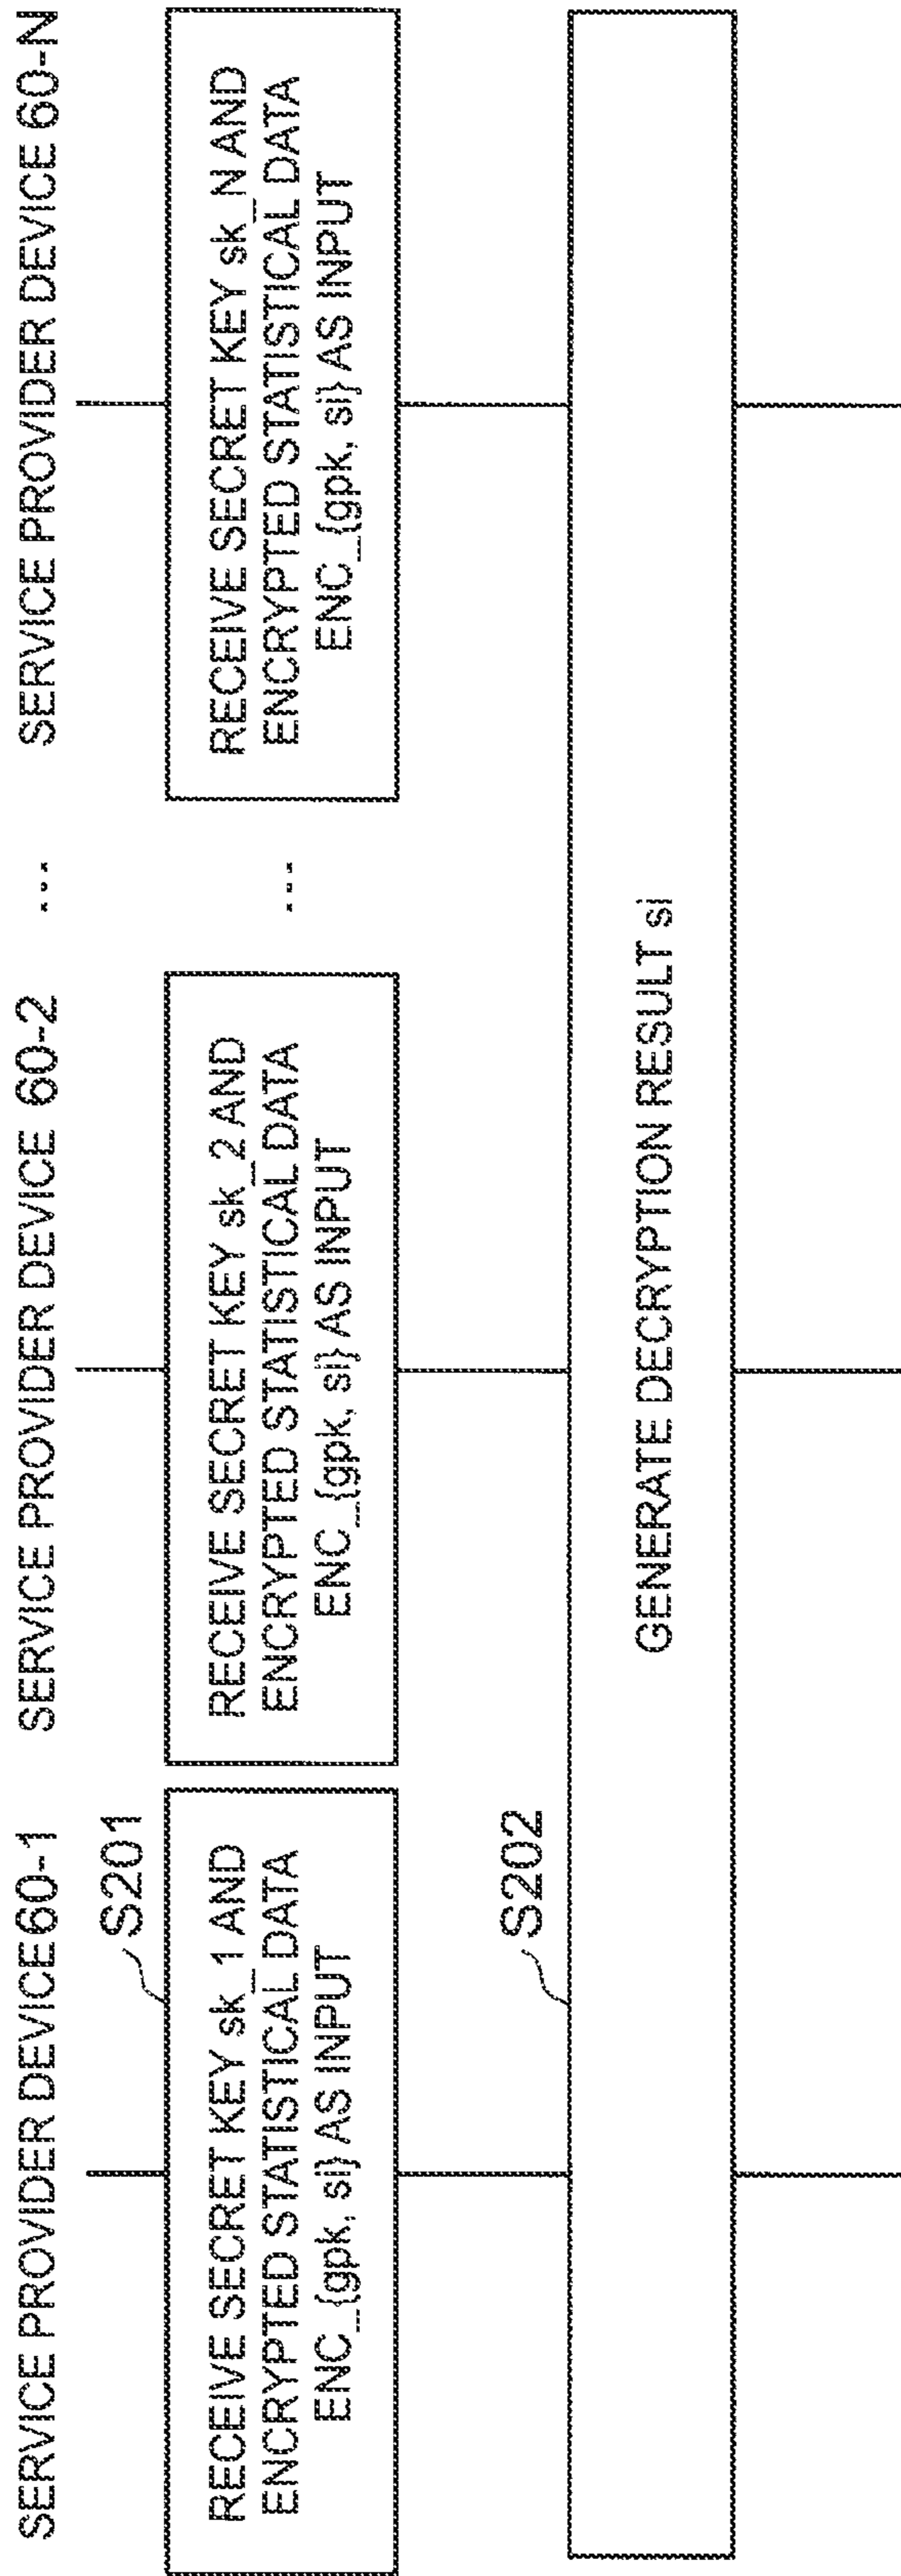 SERVICE PROVIDER DEVICE60-1
SERVICE PROVIDER DEVICE 60-2
...
SERVICE PROVIDER DEVICE 60-N
S201
RECEIVE SECRET KEY sk_1 AND
ENCRYPTED STATISTICAL DATA
ENC_{gpk, si} AS INPUT
RECEIVE SECRET KEY sk_2 AND
ENCRYPTED STATISTICAL DATA
ENC_{gpk, si} AS INPUT
...
RECEIVE SECRET KEY sk_N AND
ENCRYPTED STATISTICAL DATA
ENC_{gpk, si} AS INPUT
S202
GENERATE DECRYPTION RESULT si